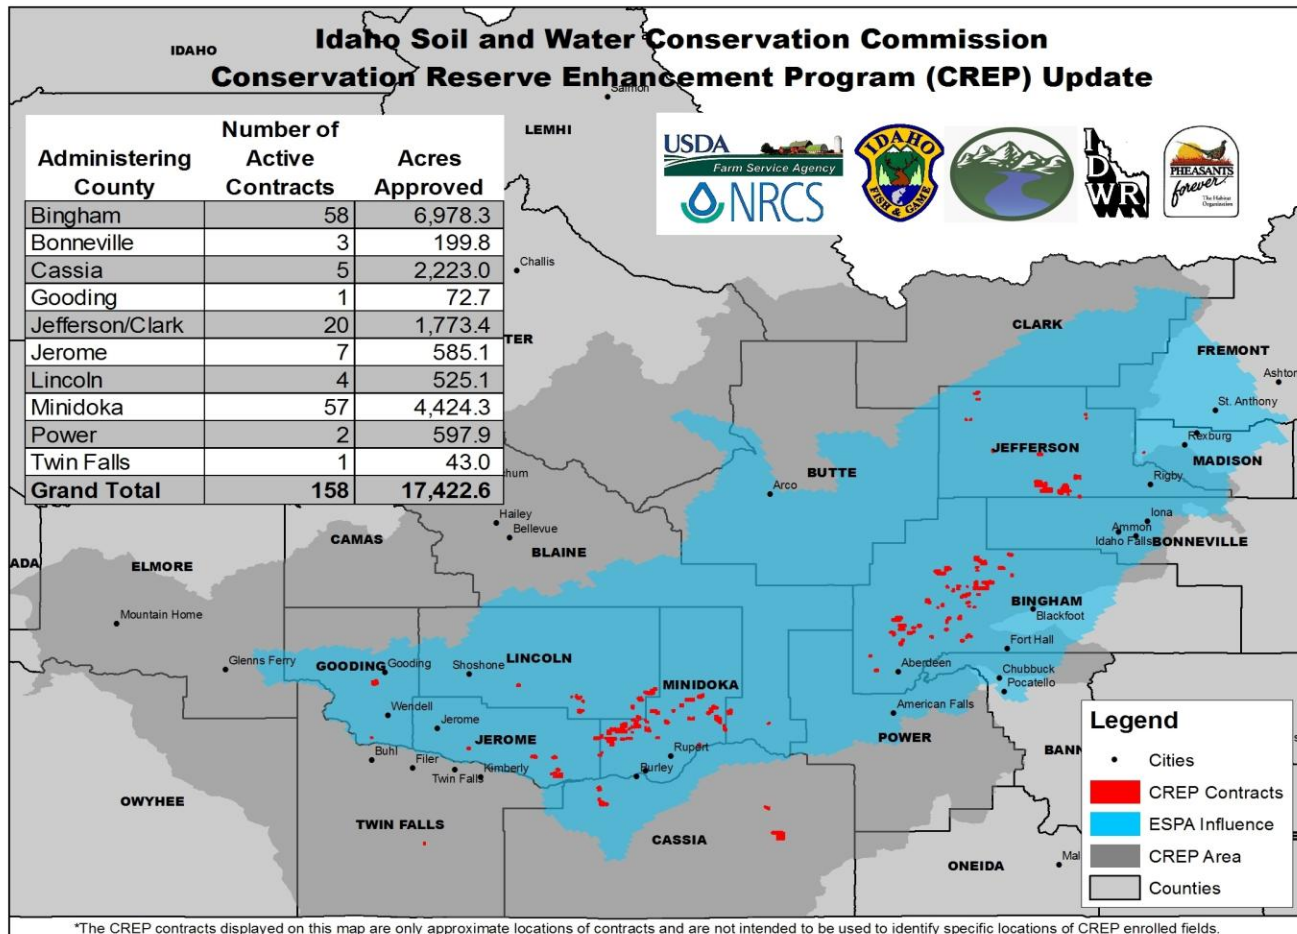 Idaho Soil and Water Conservation Commission
Conservation Reserve Enhancement Program (CREP) Update
IDAHO
Salmon
LEMHI
Administering County Number of Active Contracts Acres Approved
Bingham 58 6,978.3
Bonneville 3 199.8
Cassia 5 2,223.0
Gooding 1 72.7
Jefferson/Clark 20 1,773.4
Jerome 7 585.1
Lincoln 4 525.1
Minidoka 57 4,424.3
Power 2 597.9
Twin Falls 1 43.0
Grand Total 158 17,422.6
USDA
Farm Service Agency
NRCS
IDAHO
FISH & GAME
IDWR
PHEASANTS
forever
The Habitat
Organization
Challis
TER
CLARK
FREMONT
Ashton
St. Anthony
Rexburg
JEFFERSON
MADISON
Rigby
BUTTE
Arco
chum
Hailey
Bellevue
BLAINE
CAMAS
Iona
Ammon
Idaho Falls
BONNEVILLE
ADA
ELMORE
Mountain Home
BINGHAM
Blackfoot
Fort Hall
Glenns Ferry
GOODING
Gooding
Shoshone
LINCOLN
MINIDOKA
Aberdeen
Chubbuck
Pocatello
American Falls
POWER
Wendell
Jerome
JEROME
Rupert
Burley
Buhl
Filer
Twin Falls
Kimberly
OWYHEE
TWIN FALLS
CASSIA
BANN
ONEIDA
Mal
Legend
Cities
CREP Contracts
ESPA Influence
CREP Area
Counties
*The CREP contracts displayed on this map are only approximate locations of contracts and are not intended to be used to identify specific locations of CREP enrolled fields.